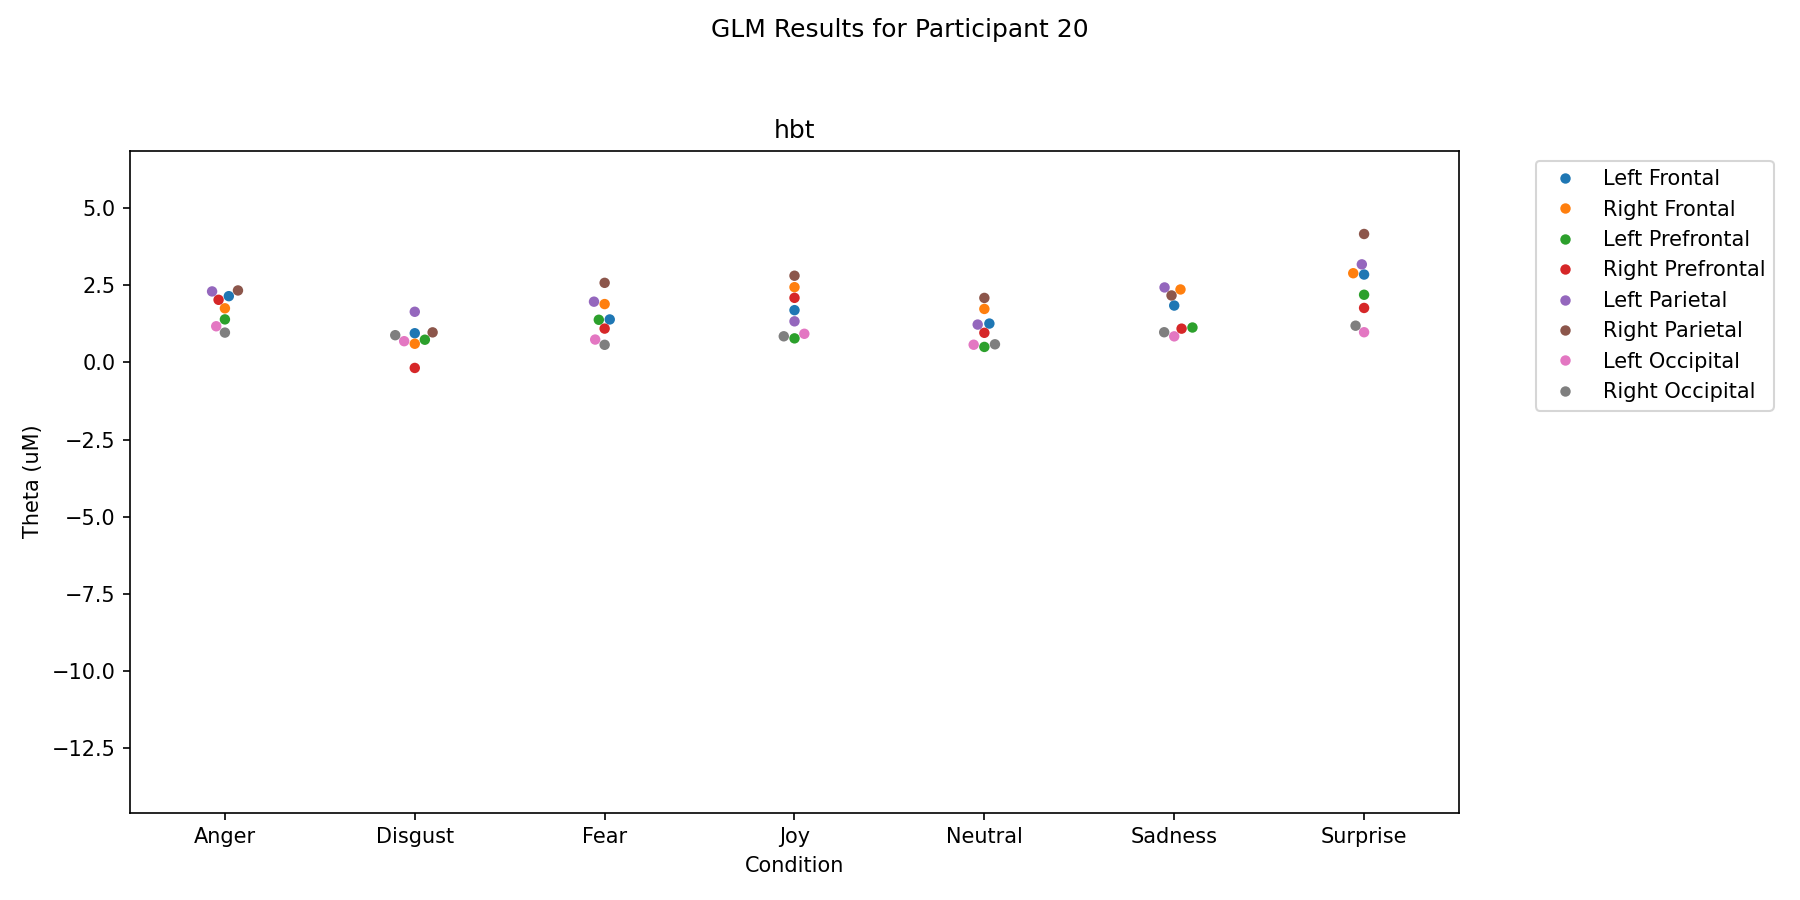 GLM Results for Participant 20
hbt
Theta (uM)
5.0
2.5
0.0
−2.5
−5.0
−7.5
−10.0
−12.5
Anger Disgust Fear Joy Neutral Sadness Surprise
Condition
Left Frontal
Right Frontal
Left Prefrontal
Right Prefrontal
Left Parietal
Right Parietal
Left Occipital
Right Occipital